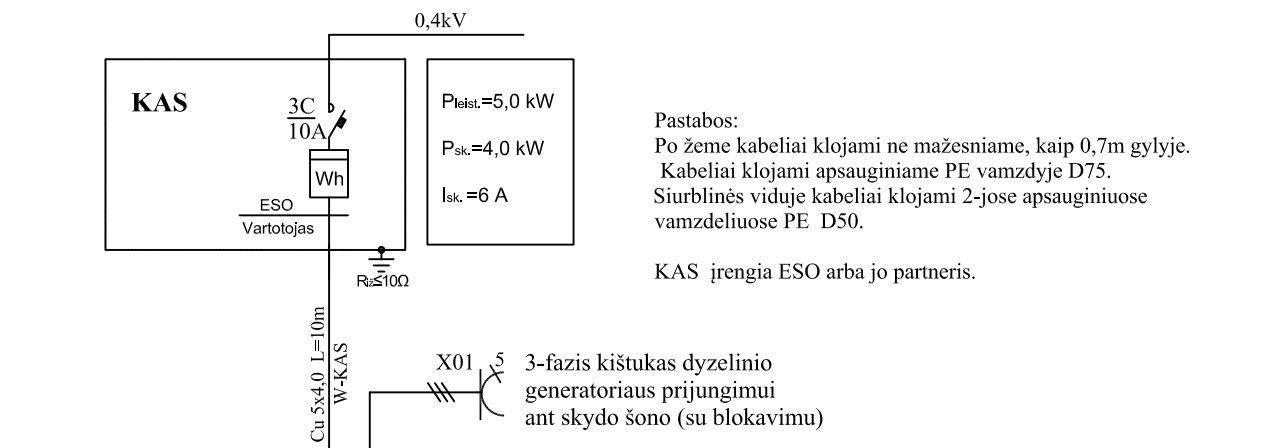 0,4kV
KAS
3C
10A
Wh
ESO
Vartotojas
Rįž≤10Ω
Pleist.=5,0 kW
Psk.=4,0 kW
Isk.=6 A
Pastabos:
Po žeme kabeliai klojami ne mažesniame, kaip 0,7m gylyje.
Kabeliai klojami apsauginiame PE vamzdyje D75.
Siurblinės viduje kabeliai klojami 2-jose apsauginiuose
vamzdeliuose PE D50.
KAS įrengia ESO arba jo partneris.
Cu 5x4,0 L=10m
W-KAS
X01
5
3-fazis kištukas dyzelinio
generatoriaus prijungimui
ant skydo šono (su blokavimu)